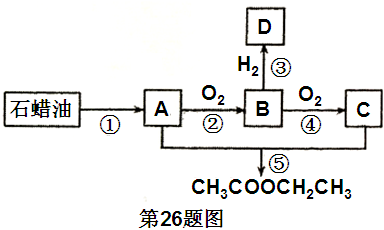 D
H₂ ③
石蜡油 ① A O₂ ② B O₂ ④ C
⑤
CH₃COOCH₂CH₃
第26题图